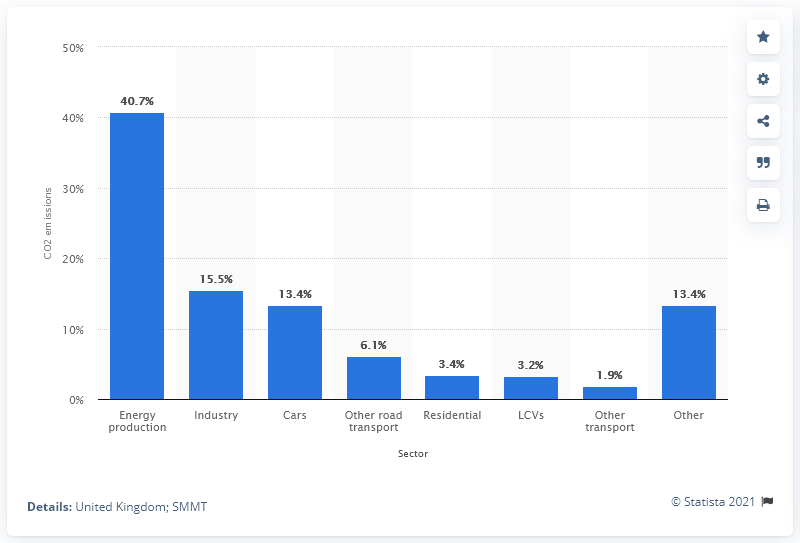 50%
40%
30%
20%
10%
0%
CO2 emissions
40.7%
15.5%
13.4%
6.1%
3.4%
3.2%
1.9%
13.4%
Energy
production
Industry
Cars
Other road
transport
Residential
LCVs
Other
transport
Other
Sector
Details: United Kingdom; SMMT
© Statista 2021